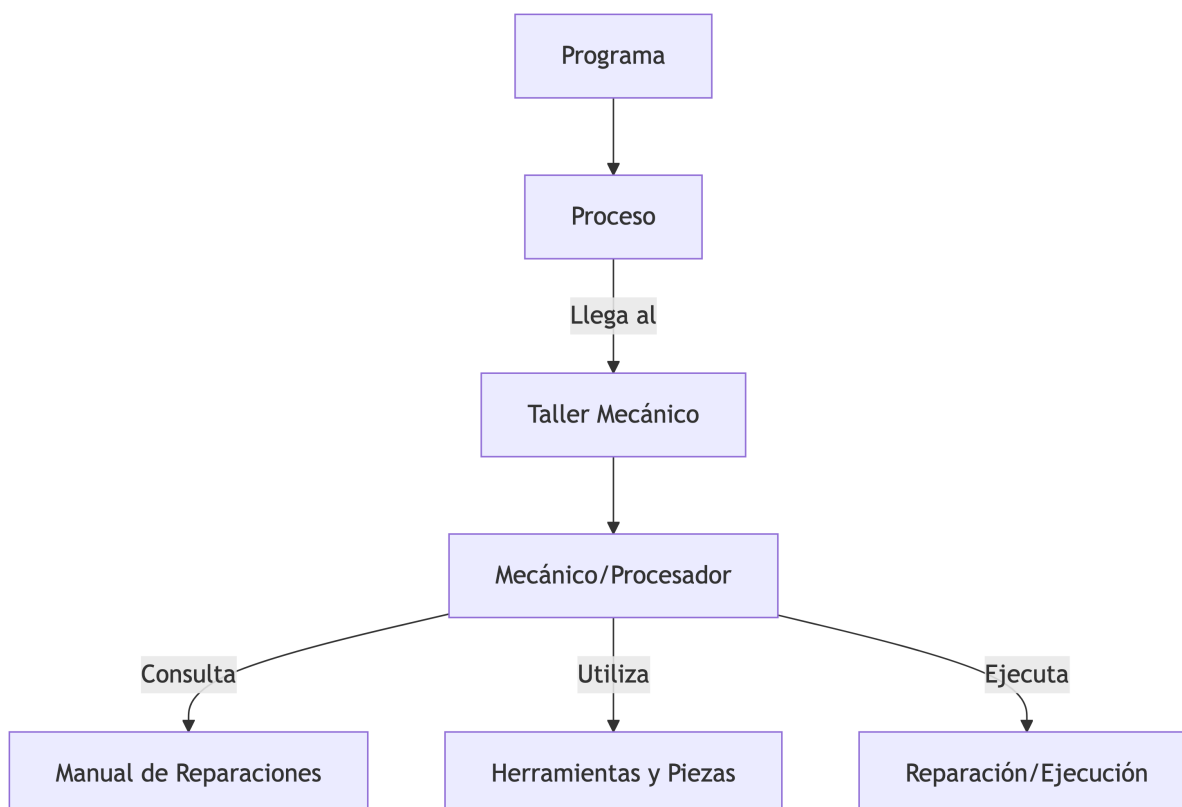 Programa
Proceso
Llega al
Taller Mecánico
Mecánico/Procesador
Consulta
Utiliza
Ejecuta
Manual de Reparaciones
Herramientas y Piezas
Reparación/Ejecución